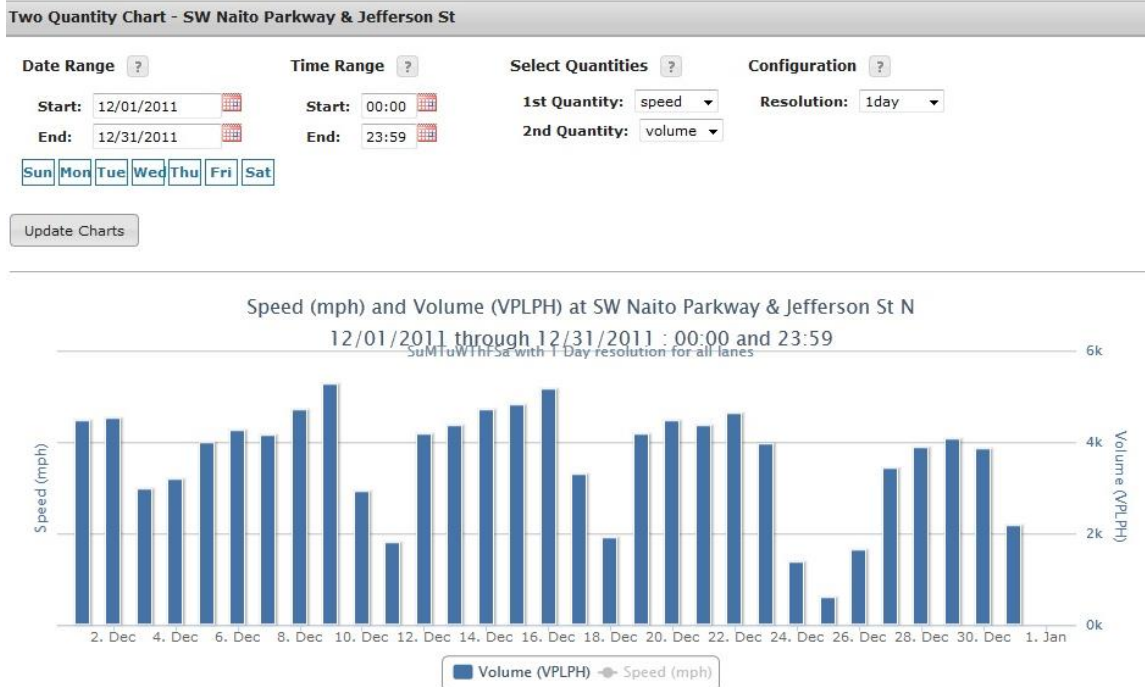 Two Quantity Chart - SW Naito Parkway & Jefferson St
Date Range ? Time Range ? Select Quantities ? Configuration ?
Start: 12/01/2011 Start: 00:00 1st Quantity: speed Resolution: 1day
End: 12/31/2011 End: 23:59 2nd Quantity: volume
Sun Mon Tue Wed Thu Fri Sat
Update Charts
Speed (mph) and Volume (VPLPH) at SW Naito Parkway & Jefferson St N
12/01/2011 through 12/31/2011 : 00:00 and 23:59
SuMTuWThFSa with 1 Day resolution for all lanes
6k
4k
2k
0k
Speed (mph)
Volume (VPLPH)
2. Dec 4. Dec 6. Dec 8. Dec 10. Dec 12. Dec 14. Dec 16. Dec 18. Dec 20. Dec 22. Dec 24. Dec 26. Dec 28. Dec 30. Dec 1. Jan
Volume (VPLPH) Speed (mph)